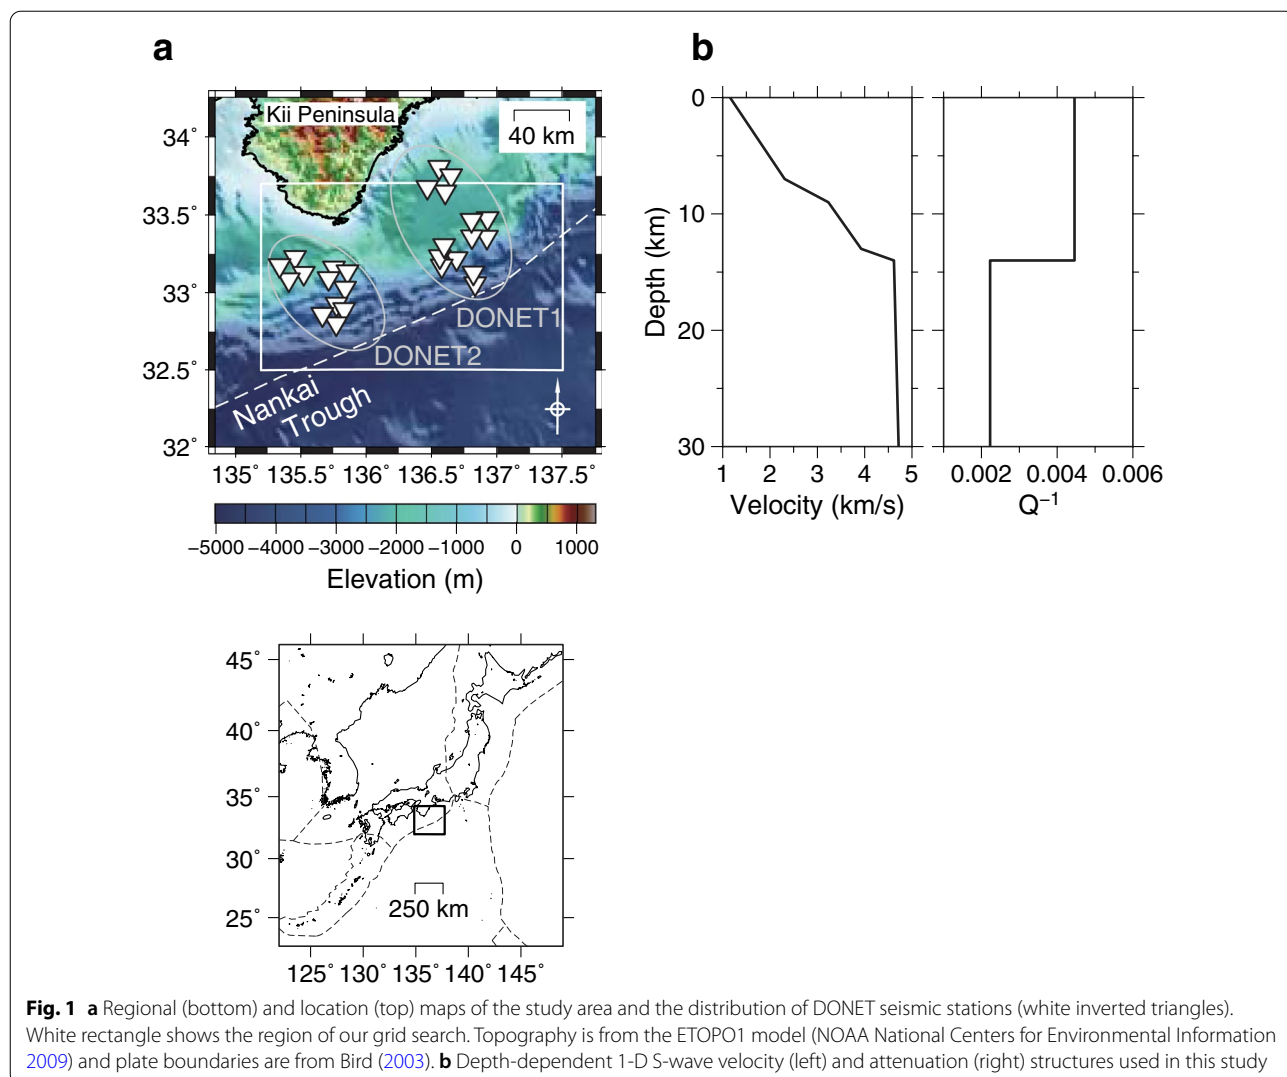 a
Kii Peninsula
40 km
34°
33.5°
33°
32.5°
32°
DONET1
DONET2
Nankai
Trough
135° 135.5° 136° 136.5° 137° 137.5°
−5000 −4000 −3000 −2000 −1000 0 1000
Elevation (m)
45°
40°
35°
30°
25°
250 km
125° 130° 135° 140° 145°
b
0
10
20
30
Depth (km)
1 2 3 4 5
Velocity (km/s)
0.002 0.004 0.006
Q−1
Fig. 1 a Regional (bottom) and location (top) maps of the study area and the distribution of DONET seismic stations (white inverted triangles).
White rectangle shows the region of our grid search. Topography is from the ETOPO1 model (NOAA National Centers for Environmental Information
2009) and plate boundaries are from Bird (2003). b Depth-dependent 1-D S-wave velocity (left) and attenuation (right) structures used in this study